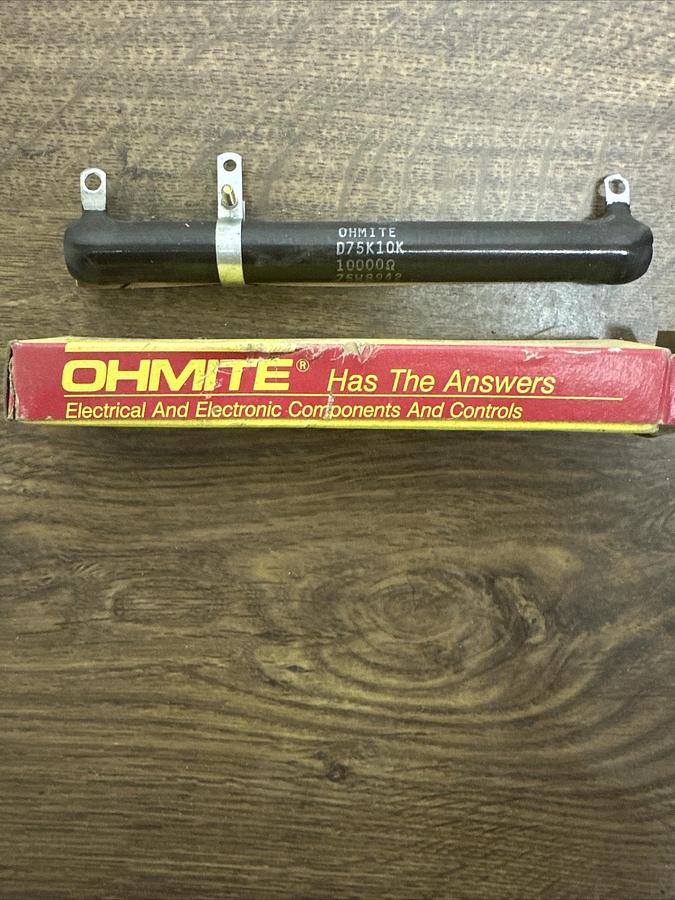 OHMITE
D75K10K
10000Ω
OHMITE® Has The Answers
Electrical And Electronic Components And Controls